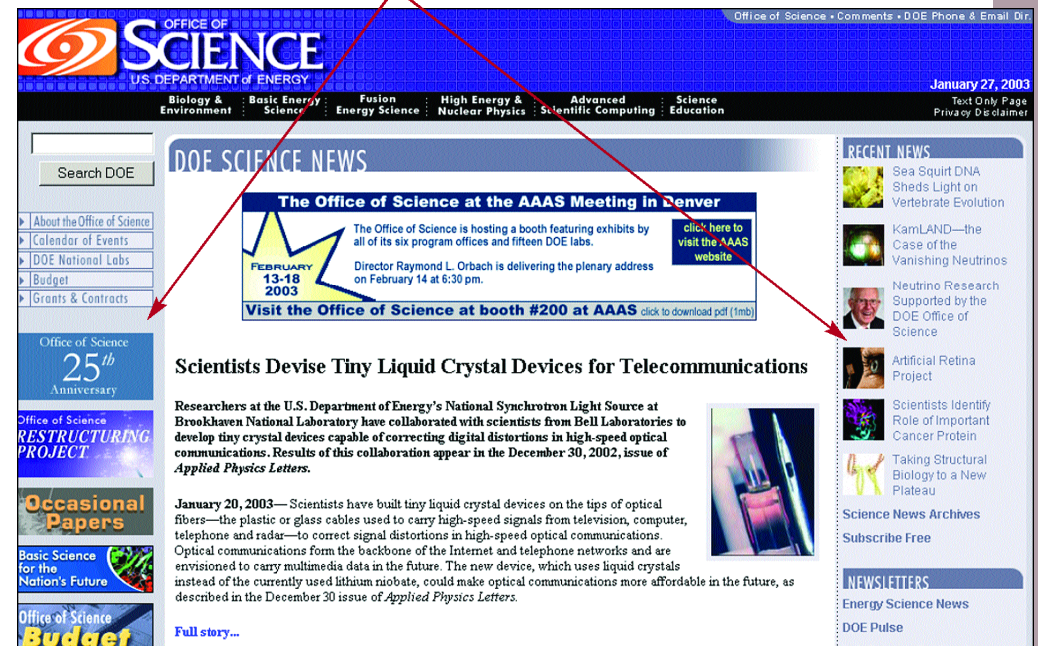 Office of Science • Comments • DOE Phone & Email Dir.
OFFICE OF
SCIENCE
U.S. DEPARTMENT of ENERGY
January 27, 2003
Biology & Environment
Basic Energy Sciences
Fusion Energy Science
High Energy & Nuclear Physics
Advanced Scientific Computing
Science Education
Text Only Page
Privacy Disclaimer
Search DOE
About the Office of Science
Calendar of Events
DOE National Labs
Budget
Grants & Contracts
Office of Science
25th
Anniversary
Office of Science
RESTRUCTURING
PROJECT
Occasional
Papers
Basic Science
for the
Nation's Future
Office of Science
Budget
DOE SCIENCE NEWS
The Office of Science at the AAAS Meeting in Denver
FEBRUARY
13-18
2003
The Office of Science is hosting a booth featuring exhibits by
all of its six program offices and fifteen DOE labs.
Director Raymond L. Orbach is delivering the plenary address
on February 14 at 6:30 pm.
click here to
visit the AAAS
website
Visit the Office of Science at booth #200 at AAAS click to download pdf (1mb)
Scientists Devise Tiny Liquid Crystal Devices for Telecommunications
Researchers at the U.S. Department of Energy's National Synchrotron Light Source at
Brookhaven National Laboratory have collaborated with scientists from Bell Laboratories to
develop tiny crystal devices capable of correcting digital distortions in high-speed optical
communications. Results of this collaboration appear in the December 30, 2002, issue of
Applied Physics Letters.
January 20, 2003— Scientists have built tiny liquid crystal devices on the tips of optical
fibers—the plastic or glass cables used to carry high-speed signals from television, computer,
telephone and radar—to correct signal distortions in high-speed optical communications.
Optical communications form the backbone of the Internet and telephone networks and are
envisioned to carry multimedia data in the future. The new device, which uses liquid crystals
instead of the currently used lithium niobate, could make optical communications more affordable in the future, as
described in the December 30 issue of Applied Physics Letters.
Full story...
RECENT NEWS
Sea Squirt DNA
Sheds Light on
Vertebrate Evolution
KamLAND—the
Case of the
Vanishing Neutrinos
Neutrino Research
Supported by the
DOE Office of
Science
Artificial Retina
Project
Scientists Identify
Role of Important
Cancer Protein
Taking Structural
Biology to a New
Plateau
Science News Archives
Subscribe Free
NEWSLETTERS
Energy Science News
DOE Pulse